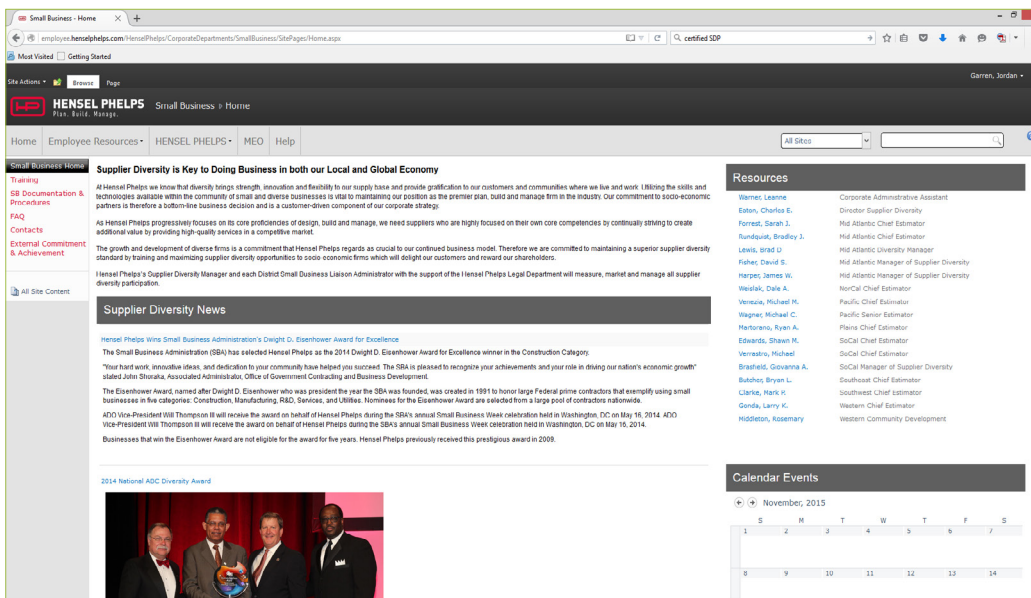 Small Business - Home
employee.henselphelps.com/HenselPhelps/CorporateDepartments/SmallBusiness/SitePages/Home.aspx
certified SDP
Most Visited Getting Started
Garren, Jordan
Site Actions Browse Page
HP HENSEL PHELPS Small Business Home
Plan. Build. Manage.
Home Employee Resources HENSEL PHELPS MEO Help All Sites
Small Business Home
Training
SB Documentation &
Procedures
FAQ
Contacts
External Commitment
& Achievement
All Site Content
Supplier Diversity is Key to Doing Business in both our Local and Global Economy
At Hensel Phelps we know that diversity brings strength, innovation and flexibility to our supply base and provide gratification to our customers and communities where we live and work. Utilizing the skills and
technologies available within the community of small and diverse businesses is vital to maintaining our position as the premier plan, build and manage firm in the industry. Our commitment to socio-economic
partners is therefore a bottom-line business decision and is a customer-driven component of our corporate strategy.
As Hensel Phelps progressively focuses on its core proficiencies of design, build and manage, we need suppliers who are highly focused on their own core competencies by continually striving to create
additional value by providing high-quality services in a competitive market.
The growth and development of diverse firms is a commitment that Hensel Phelps regards as crucial to our continued business model. Therefore we are committed to maintaining a superior supplier diversity
standard by training and maximizing supplier diversity opportunities to socio economic firms which will delight our customers and reward our shareholders.
Hensel Phelps's Supplier Diversity Manager and each District Small Business Liaison Administrator with the support of the Hensel Phelps Legal Department will measure, market and manage all supplier
diversity participation.
Supplier Diversity News
Hensel Phelps Wins Small Business Administration's Dwight D. Eisenhower Award for Excellence
The Small Business Administration (SBA) has selected Hensel Phelps as the 2014 Dwight D. Eisenhower Award for Excellence winner in the Construction Category.
"Your hard work, innovative ideas, and dedication to your community have helped you succeed. The SBA is pleased to recognize your achievements and your role in driving our nation's economic growth"
stated John Shoraka, Associated Administrator, Office of Government Contracting and Business Development.
The Eisenhower Award, named after Dwight D. Eisenhower who was president the year the SBA was founded, was created in 1991 to honor large Federal prime contractors that exemplify using small
businesses in five categories: Construction, Manufacturing, R&D, Services, and Utilities. Nominees for the Eisenhower Award are selected from a large pool of contractors nationwide.
ADO Vice-President Will Thompson III will receive the award on behalf of Hensel Phelps during the SBA's annual Small Business Week celebration held in Washington, DC on May 16, 2014. ADO
Vice-President Will Thompson III will receive the award on behalf of Hensel Phelps during the SBA's annual Small Business Week celebration held in Washington, DC on May 16, 2014.
Businesses that win the Eisenhower Award are not eligible for the award for five years. Hensel Phelps previously received this prestigious award in 2009.
2014 National ADC Diversity Award
Resources
Warner, Leanne Corporate Administrative Assistant
Eaton, Charles E. Director Supplier Diversity
Forrest, Sarah J. Mid Atlantic Chief Estimator
Rundquist, Bradley J. Mid Atlantic Chief Estimator
Lewis, Brad D Mid Atlantic Diversity Manager
Fisher, David S. Mid Atlantic Manager of Supplier Diversity
Harper, James W. Mid Atlantic Manager of Supplier Diversity
Weislak, Dale A. NorCal Chief Estimator
Venezia, Michael M. Pacific Chief Estimator
Wagner, Michael C. Pacific Senior Estimator
Martorano, Ryan A. Plains Chief Estimator
Edwards, Shawn M. SoCal Chief Estimator
Verrastro, Michael SoCal Chief Estimator
Brasheld, Giovanna A. SoCal Manager of Supplier Diversity
Butcher, Bryan L. Southeast Chief Estimator
Clarke, Mark P. Southwest Chief Estimator
Gonda, Larry K. Western Chief Estimator
Middleton, Rosemary Western Community Development
Calendar Events
November, 2015
S M T W T F S
1 2 3 4 5 6 7
8 9 10 11 12 13 14